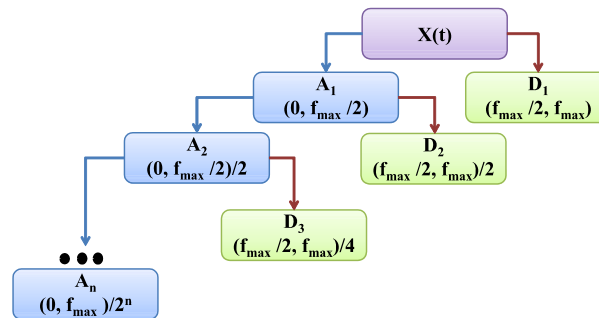 X(t)
A₁
(0, fₘₐₓ /2)
D₁
(fₘₐₓ /2, fₘₐₓ)
A₂
(0, fₘₐₓ /2)/2
D₂
(fₘₐₓ /2, fₘₐₓ)/2
D₃
(fₘₐₓ /2, fₘₐₓ)/4
Aₙ
(0, fₘₐₓ )/2ⁿ